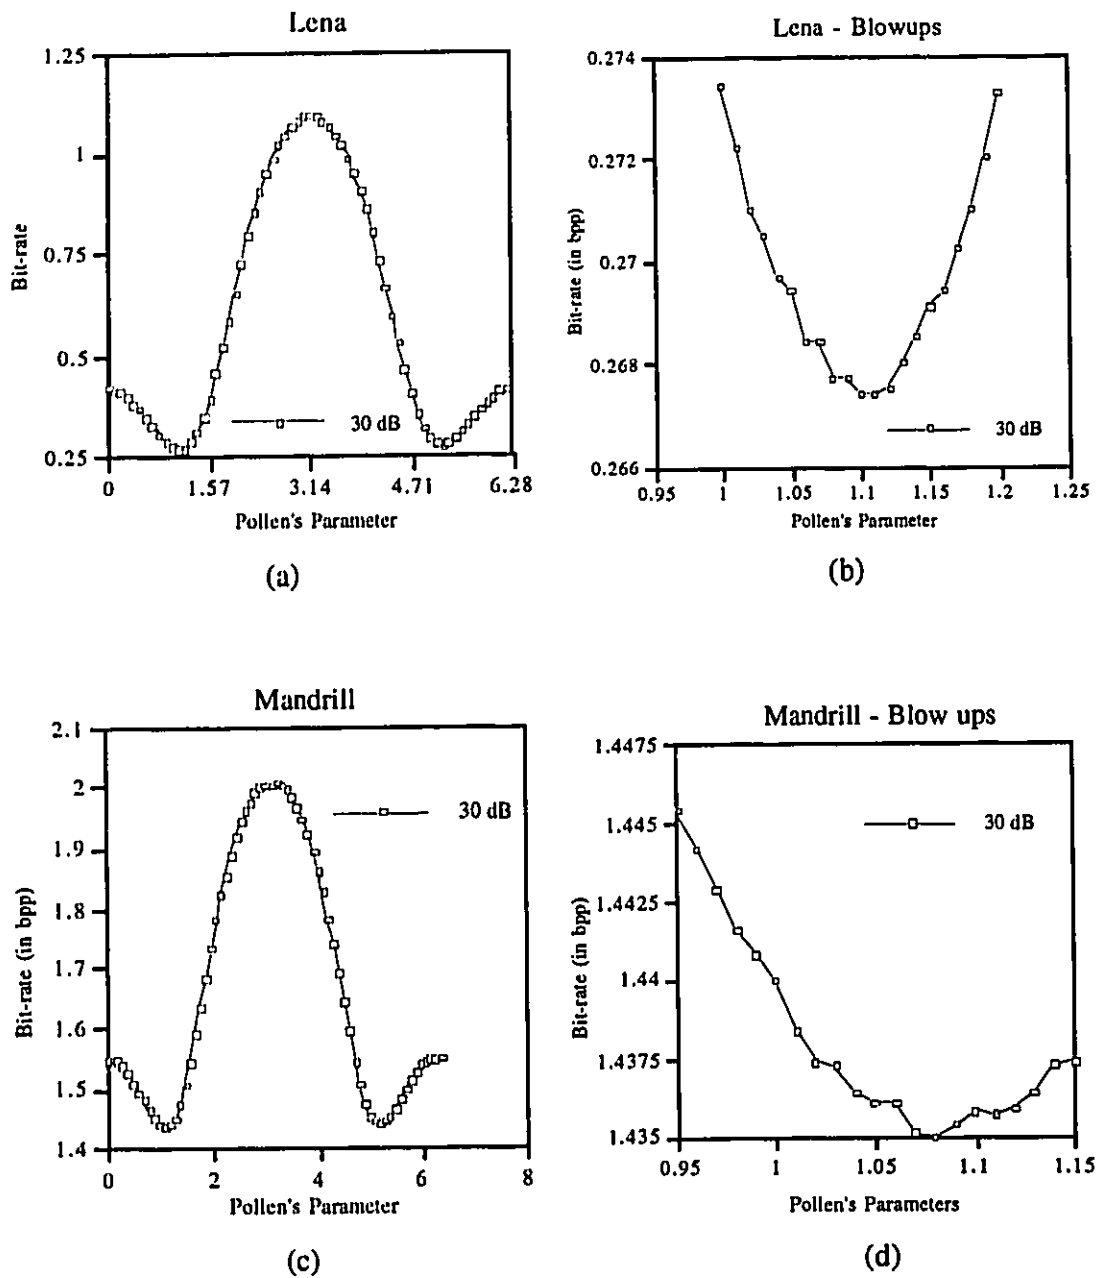 Lena
1.25
1
0.75
0.5
0.25
Bit-rate
30 dB
0
1.57
3.14
4.71
6.28
Pollen's Parameter
(a)
Lena - Blowups
0.274
0.272
0.27
0.268
0.266
Bit-rate (in bpp)
30 dB
0.95
1
1.05
1.1
1.15
1.2
1.25
Pollen's Parameter
(b)
Mandrill
2.1
2
1.9
1.8
1.7
1.6
1.5
1.4
Bit-rate (in bpp)
30 dB
0
2
4
6
8
Pollen's Parameter
(c)
Mandrill - Blow ups
1.4475
1.445
1.4425
1.44
1.4375
1.435
Bit-rate (in bpp)
30 dB
0.95
1
1.05
1.1
1.15
Pollen's Parameters
(d)